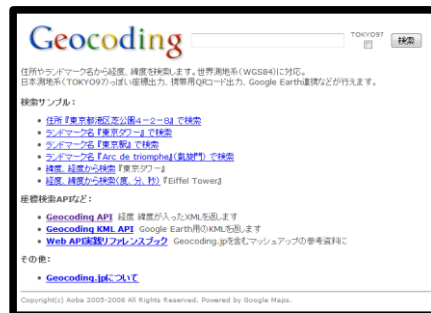 Geocoding
TOKYO97
検索
住所やランドマーク名から経度、緯度を検索します。世界測地系(WGS84)に対応。
日本測地系(TOKYO97)っぽい座標出力、携帯用QRコード出力、Google Earth連携などが行えます。
検索サンプル:
住所『東京都港区芝公園4-2-8』で検索
ランドマーク名『東京タワー』で検索
ランドマーク名『東京駅』で検索
ランドマーク名『Arc de triomphe』(凱旋門)で検索
緯度、経度から検索『東京タワー』
経度、緯度から検索(度、分、秒)『Eiffel Tower』
座標検索APIなど:
Geocoding API 経度 緯度が入ったXMLを返します
Geocoding KML API Google Earth用のKMLを返します
Web API実践リファレンスブック Geocoding.jpを含むマッシュアップの参考資料に
その他:
Geocoding.jpについて
Copyright(c) Aoba 2005-2008 All Rights Reserved. Powered by Google Maps.